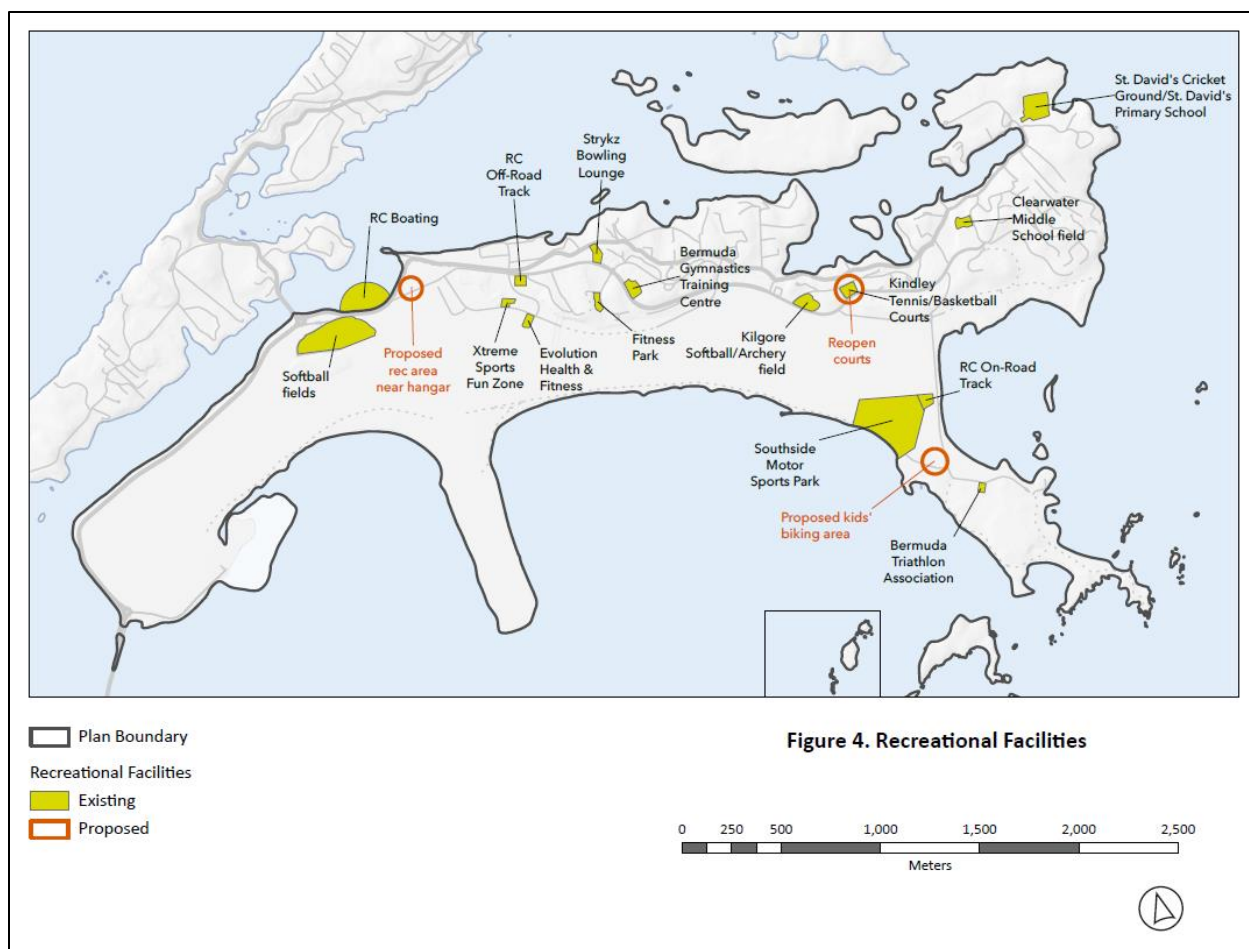 St. David's Cricket
Ground/St. David's
Primary School
Strykz
Bowling
Lounge
RC
Off-Road
Track
RC Boating
Clearwater
Middle
School field
Bermuda
Gymnastics
Training
Centre
Kindley
Tennis/Basketball
Courts
Softball
fields
Proposed
rec area
near hangar
Xtreme
Sports
Fun Zone
Evolution
Health &
Fitness
Fitness
Park
Kilgore
Softball/Archery
field
Reopen
courts
RC On-Road
Track
Southside
Motor
Sports Park
Proposed kids'
biking area
Bermuda
Triathlon
Association
Plan Boundary
Recreational Facilities
Existing
Proposed
Figure 4. Recreational Facilities
0 250 500 1,000 1,500 2,000 2,500
Meters